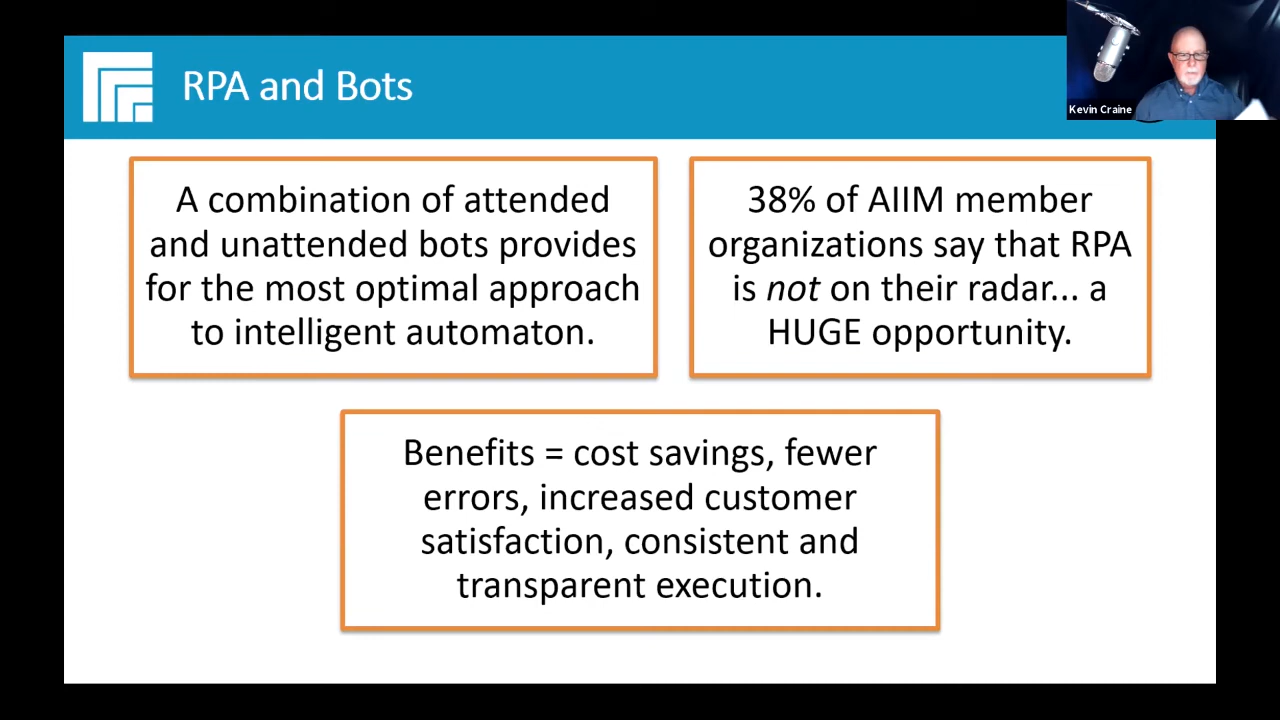 RPA and Bots
Kevin Craine
A combination of attended
and unattended bots provides
for the most optimal approach
to intelligent automaton.
38% of AIIM member
organizations say that RPA
is not on their radar... a
HUGE opportunity.
Benefits = cost savings, fewer
errors, increased customer
satisfaction, consistent and
transparent execution.